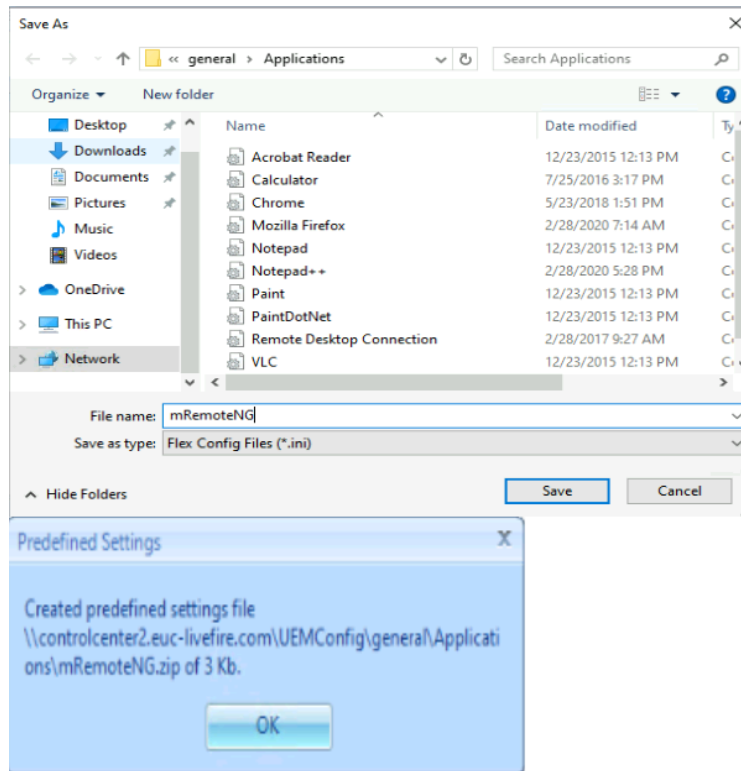 Save As
« general > Applications
Search Applications
Organize
New folder
Name
Date modified
Ty
Desktop
Downloads
Documents
Pictures
Music
Videos
OneDrive
This PC
Network
Acrobat Reader 12/23/2015 12:13 PM
Calculator 7/25/2016 3:17 PM
Chrome 5/23/2018 1:51 PM
Mozilla Firefox 2/28/2020 7:14 AM
Notepad 12/23/2015 12:13 PM
Notepad++ 2/28/2020 5:28 PM
Paint 12/23/2015 12:13 PM
PaintDotNet 12/23/2015 12:13 PM
Remote Desktop Connection 2/28/2017 9:27 AM
VLC 12/23/2015 12:13 PM
File name: mRemoteNG
Save as type: Flex Config Files (*.ini)
Hide Folders
Save
Cancel
Predefined Settings
Created predefined settings file
\\controlcenter2.euc-livefire.com\UEMConfig\general\Applicati
ons\mRemoteNG.zip of 3 Kb.
OK